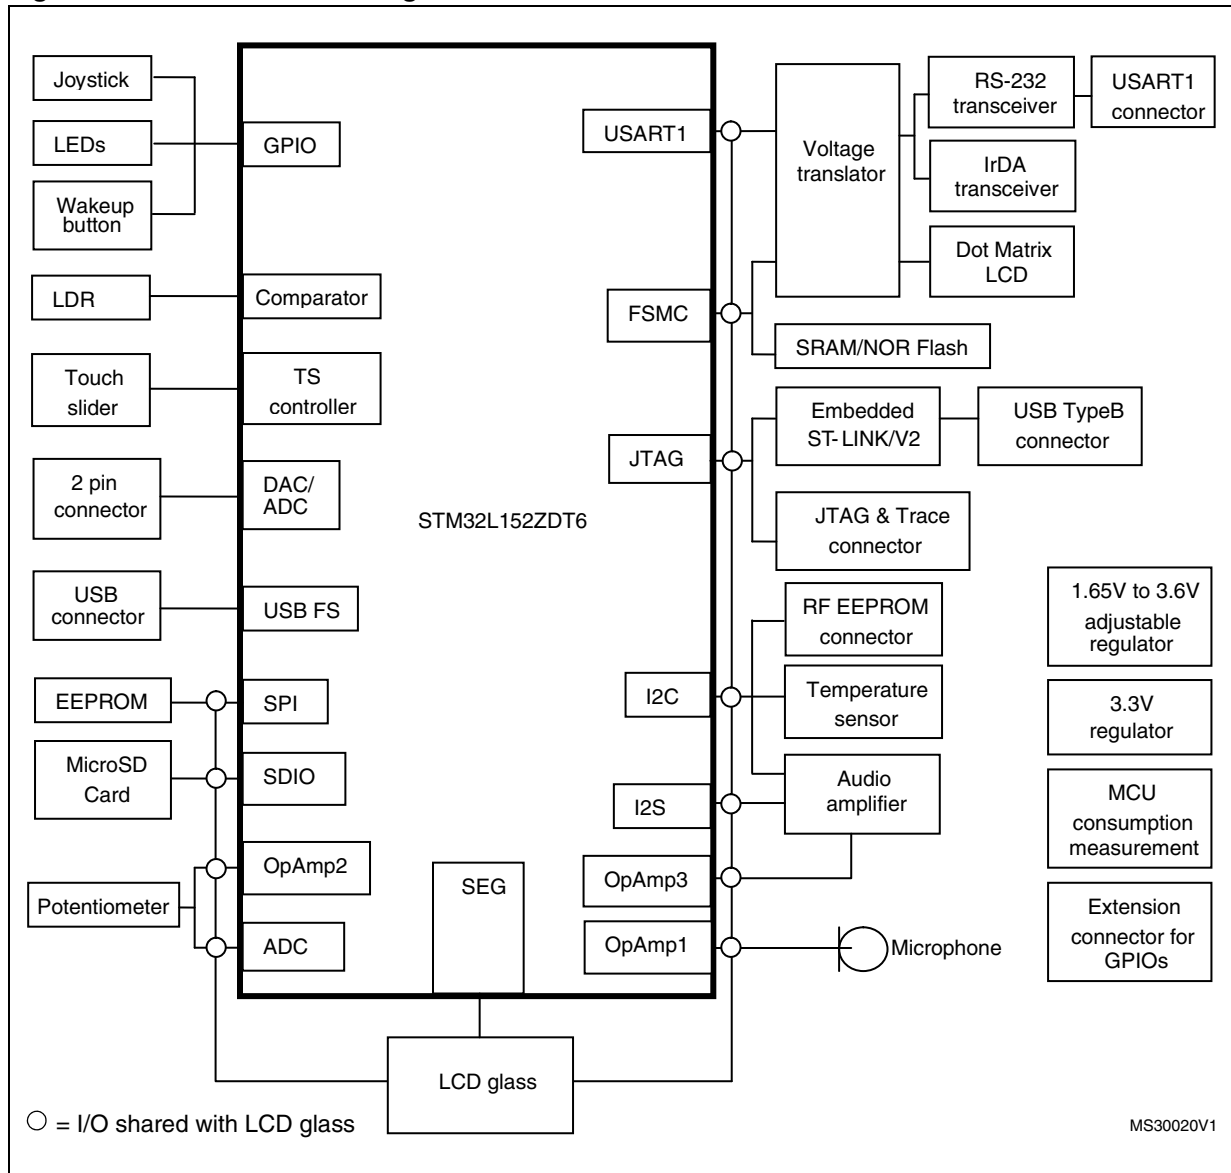 Joystick
LEDs
Wakeup
button
LDR
Touch
slider
2 pin
connector
USB
connector
EEPROM
MicroSD
Card
Potentiometer
GPIO
Comparator
TS
controller
DAC/
ADC
USB FS
SPI
SDIO
OpAmp2
ADC
STM32L152ZDT6
SEG
LCD glass
USART1
FSMC
JTAG
I2C
I2S
OpAmp3
OpAmp1
Voltage
translator
RS-232
transceiver
USART1
connector
IrDA
transceiver
Dot Matrix
LCD
SRAM/NOR Flash
Embedded
ST-LINK/V2
USB TypeB
connector
JTAG & Trace
connector
RF EEPROM
connector
Temperature
sensor
Audio
amplifier
Microphone
1.65V to 3.6V
adjustable
regulator
3.3V
regulator
MCU
consumption
measurement
Extension
connector for
GPIOs
= I/O shared with LCD glass
MS30020V1